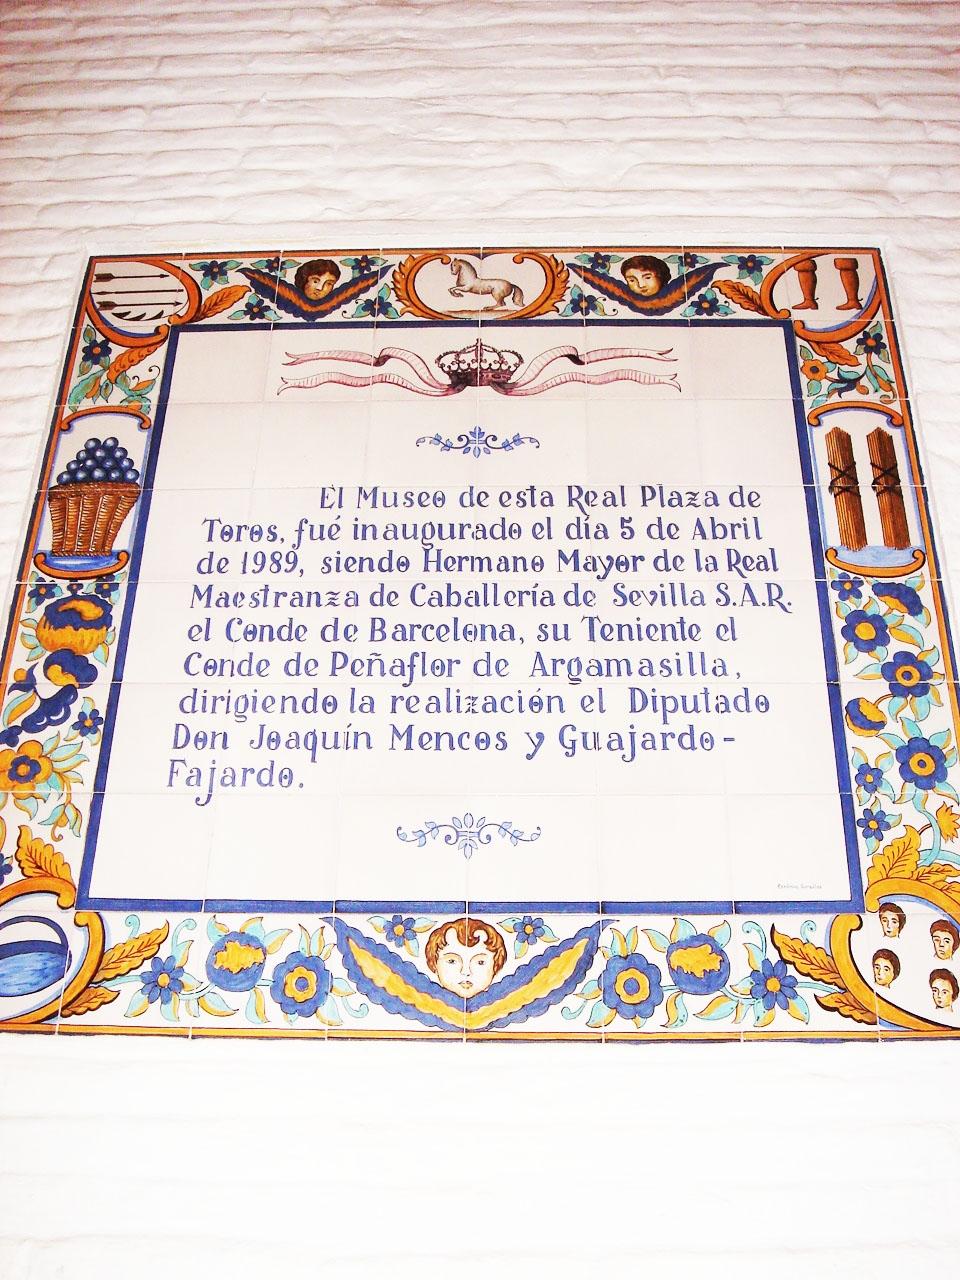 El Museo de esta Real Plaza de
Toros, fué inaugurado el día 5 de Abril
de 1989, siendo Hermano Mayor de la Real
Maestranza de Caballería de Sevilla S.A.R.
el Conde de Barcelona, su Teniente el
Conde de Peñaflor de Argamasilla,
dirigiendo la realización el Diputado
Don Joaquín Mencos y Guajardo-
Fajardo.